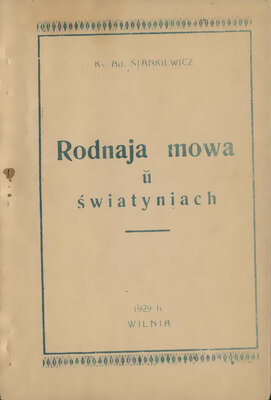 Ks. Ad. STANKIEWICZ
Rodnaja mowa
ŭ
światyniach
1929 h.
WILNIA